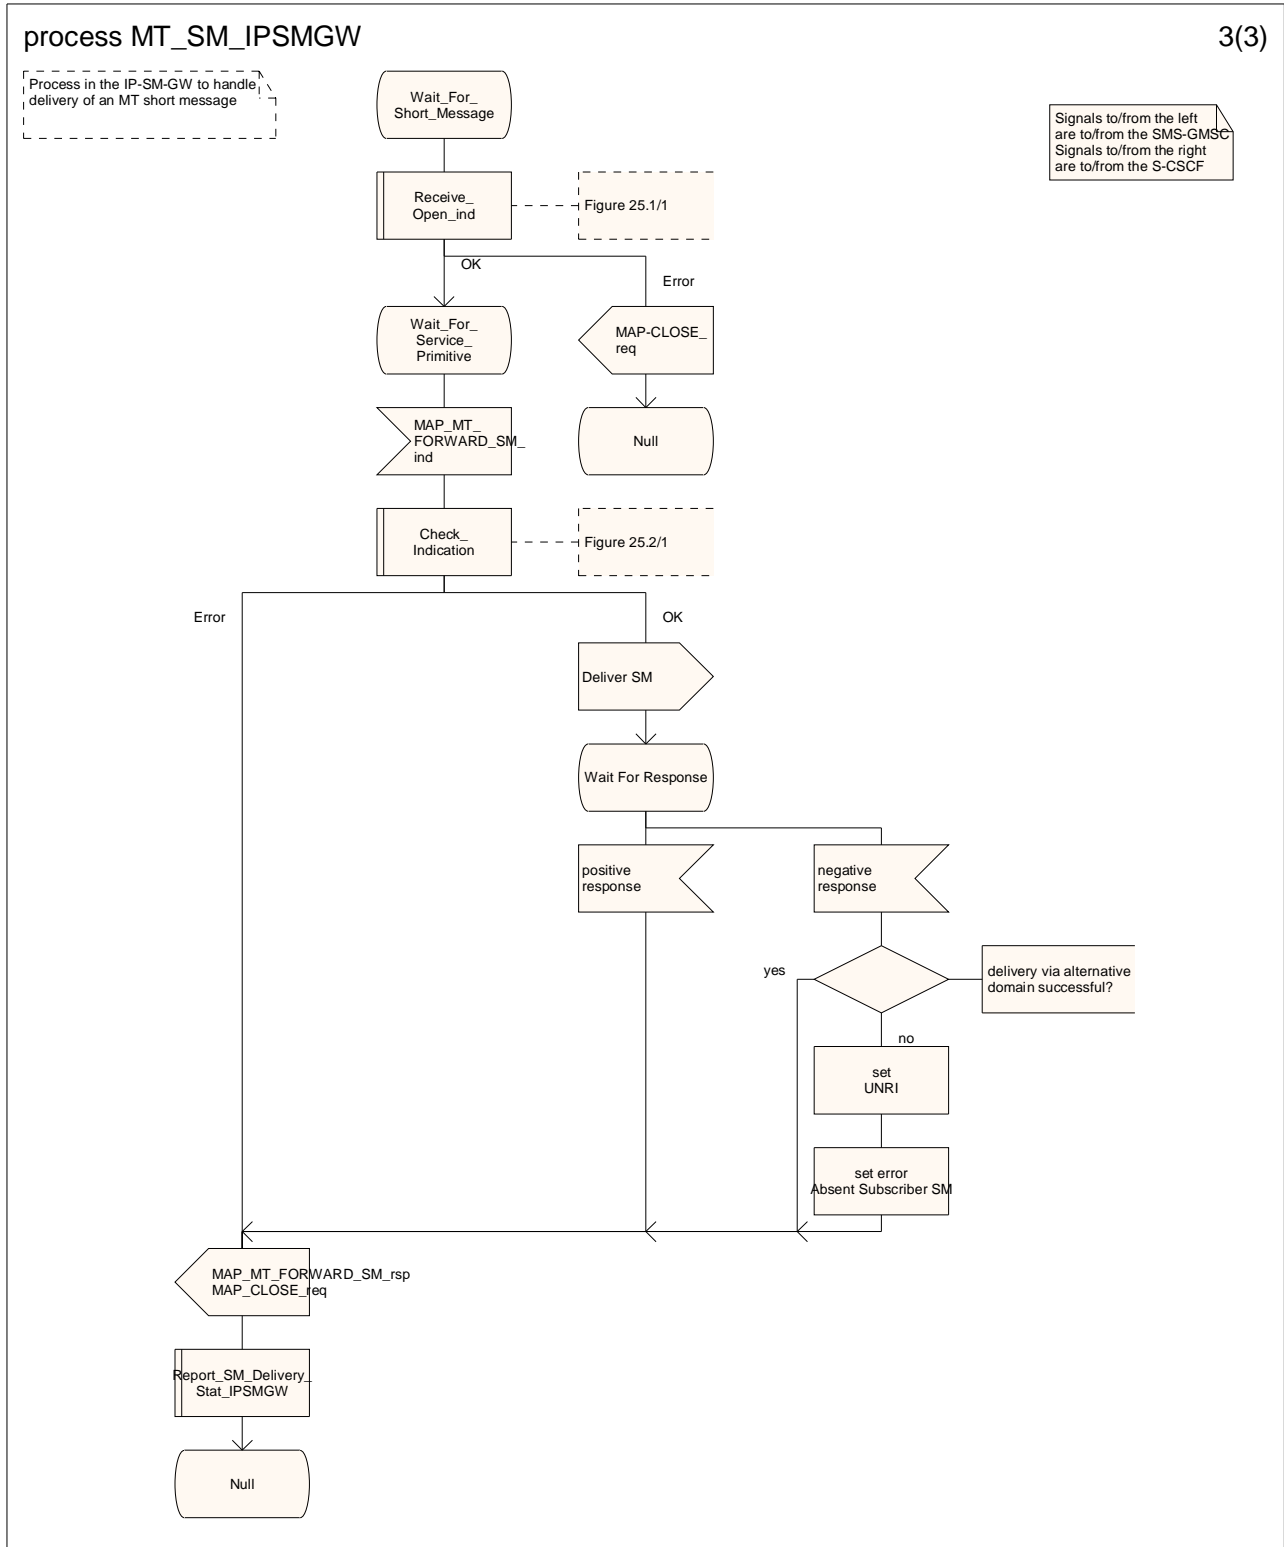 process MT_SM_IPSMGW
3(3)
Process in the IP-SM-GW to handle
delivery of an MT short message
Wait_For_
Short_Message
Signals to/from the left
are to/from the SMS-GMSC
Signals to/from the right
are to/from the S-CSCF
Receive_
Open_ind
Figure 25.1/1
OK
Error
Wait_For_
Service_
Primitive
MAP-CLOSE_
req
MAP_MT_
FORWARD_SM_
ind
Null
Check_
Indication
Figure 25.2/1
Error
OK
Deliver SM
Wait For Response
positive
response
negative
response
yes
delivery via alternative
domain successful?
no
set
UNRI
set error
Absent Subscriber SM
MAP_MT_FORWARD_SM_rsp
MAP_CLOSE_req
Report_SM_Delivery_
Stat_IPSMGW
Null